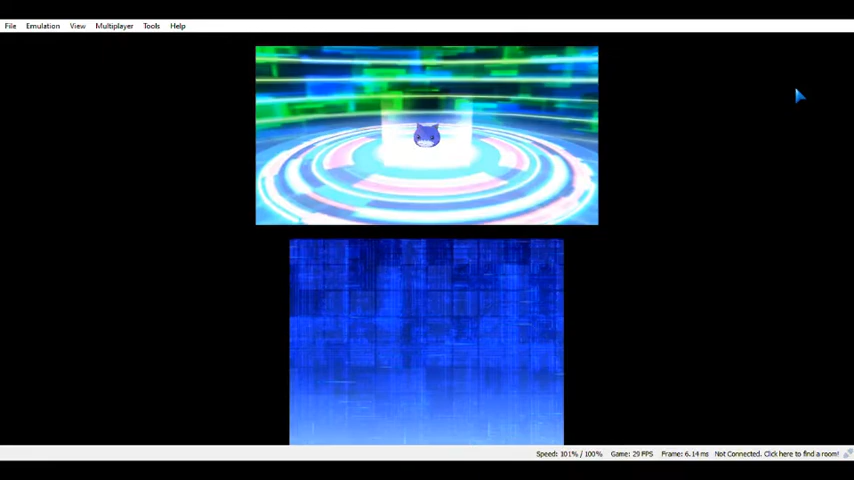 File Emulation View Multiplayer Tools Help
Speed: 101% / 100% Game: 29 FPS Frame: 6.14 ms Not Connected. Click here to find a room!